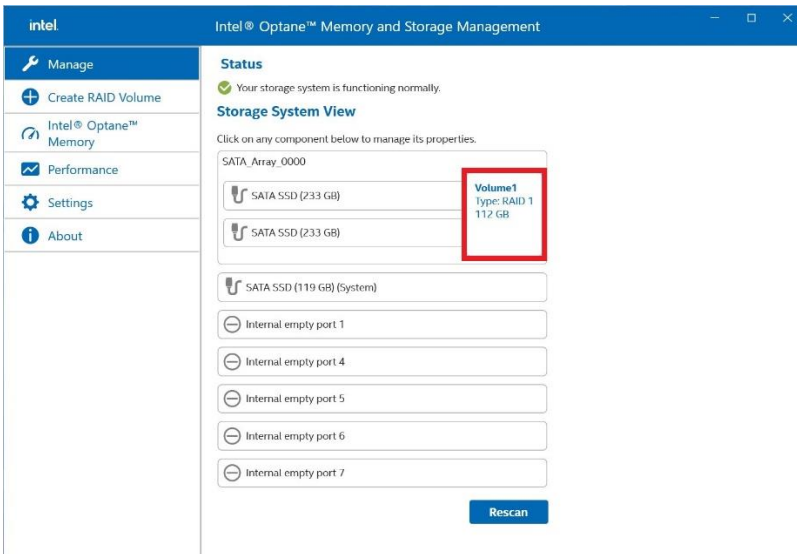 intel.
Intel® Optane™ Memory and Storage Management
Manage
Create RAID Volume
Intel® Optane™
Memory
Performance
Settings
About
Status
Your storage system is functioning normally.
Storage System View
Click on any component below to manage its properties.
SATA_Array_0000
SATA SSD (233 GB)
SATA SSD (233 GB)
Volume1
Type: RAID 1
112 GB
SATA SSD (119 GB) (System)
Internal empty port 1
Internal empty port 4
Internal empty port 5
Internal empty port 6
Internal empty port 7
Rescan